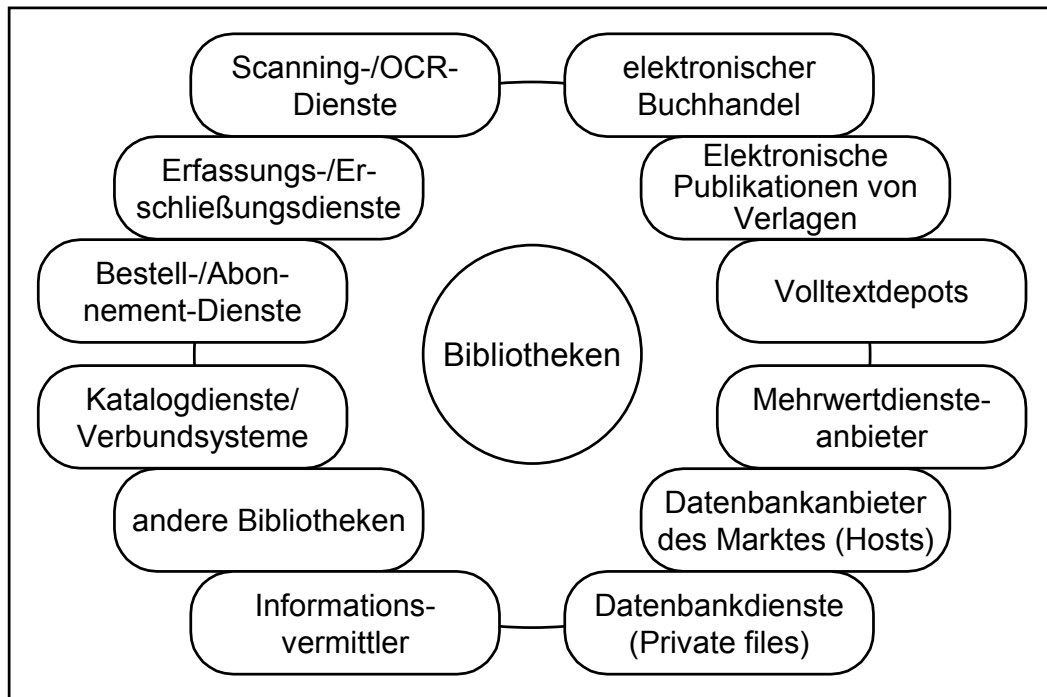 Scanning-/OCR-
Dienste
elektronischer
Buchhandel
Erfassungs-/Er-
schließungsdienste
Elektronische
Publikationen von
Verlagen
Bestell-/Abon-
nement-Dienste
Volltextdepots
Bibliotheken
Katalogdienste/
Verbundsysteme
Mehrwertdienste-
anbieter
andere Bibliotheken
Datenbankanbieter
des Marktes (Hosts)
Informations-
vermittler
Datenbankdienste
(Private files)